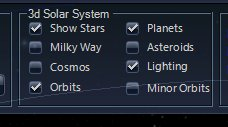 3d Solar System
Show Stars Planets
Milky Way Asteroids
Cosmos Lighting
Orbits Minor Orbits